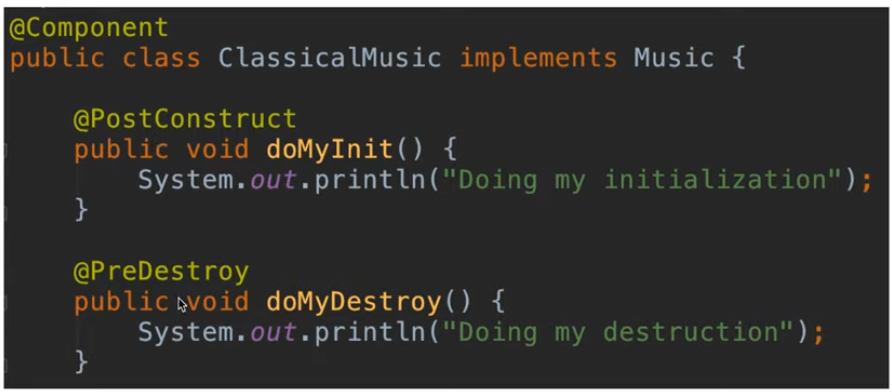 @Component
public class ClassicalMusic implements Music {
@PostConstruct
public void doMyInit() {
System.out.println("Doing my initialization");
}
@PreDestroy
public void doMyDestroy() {
System.out.println("Doing my destruction");
}